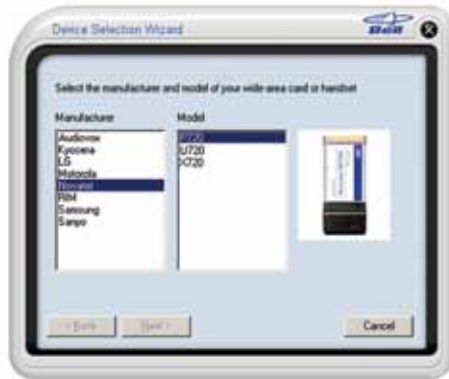 Device Selection Wizard
Bell
Select the manufacturer and model of your wide-area card or handset
Manufacturer
Model
Audiovox
Kyocera
LG
Motorola
Novatel
RIM
Samsung
Sanyo
U720
X720
< Back
Next >
Cancel